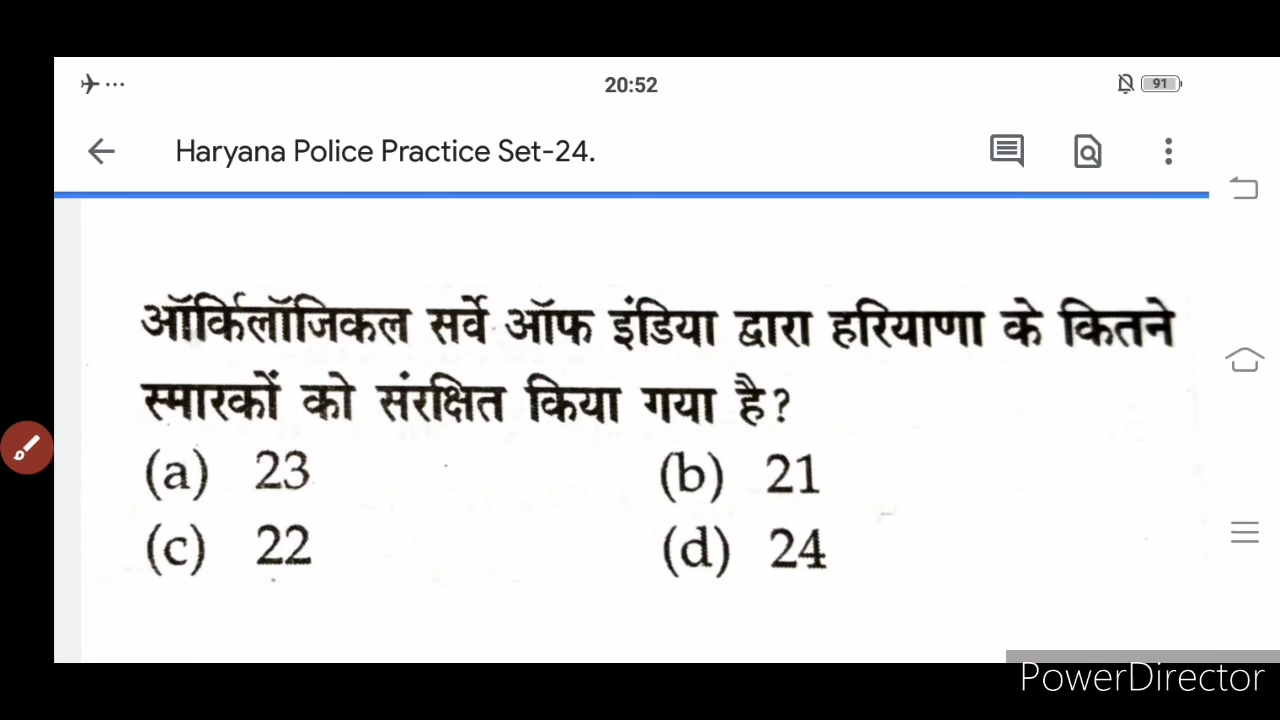 20:52
91
Haryana Police Practice Set-24.
ऑर्किलॉजिकल सर्वे ऑफ इंडिया द्वारा हरियाणा के कितने
स्मारकों को संरक्षित किया गया है?
(a) 23 (b) 21
(c) 22 (d) 24
PowerDirector